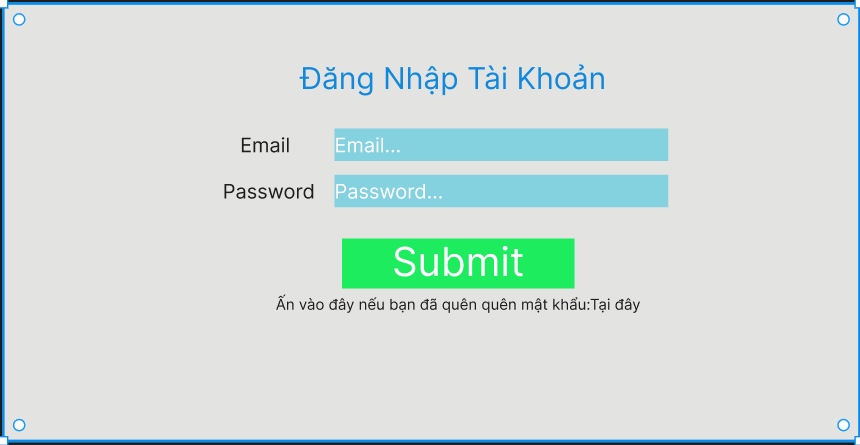 Đăng Nhập Tài Khoản
Email Email...
Password Password...
Submit
Ấn vào đây nếu bạn đã quên quên mật khẩu:Tại đây